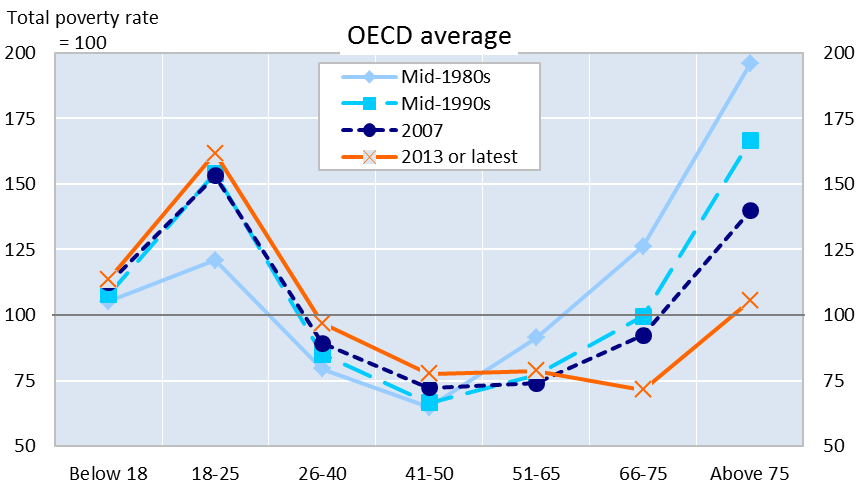 Total poverty rate
= 100
OECD average
Mid-1980s
Mid-1990s
2007
2013 or latest
200 200
175 175
150 150
125 125
100 100
75 75
50 50
Below 18 18-25 26-40 41-50 51-65 66-75 Above 75